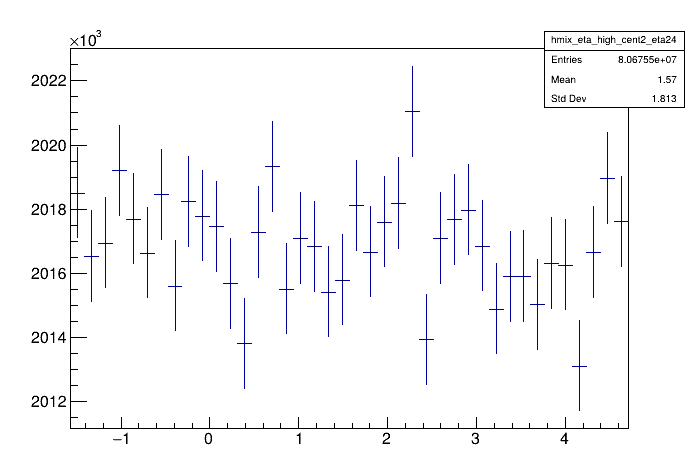 ×10³
hmix_eta_high_cent2_eta24
Entries 8.06755e+07
Mean 1.57
Std Dev 1.813
2022
2020
2018
2016
2014
2012
−1 0 1 2 3 4